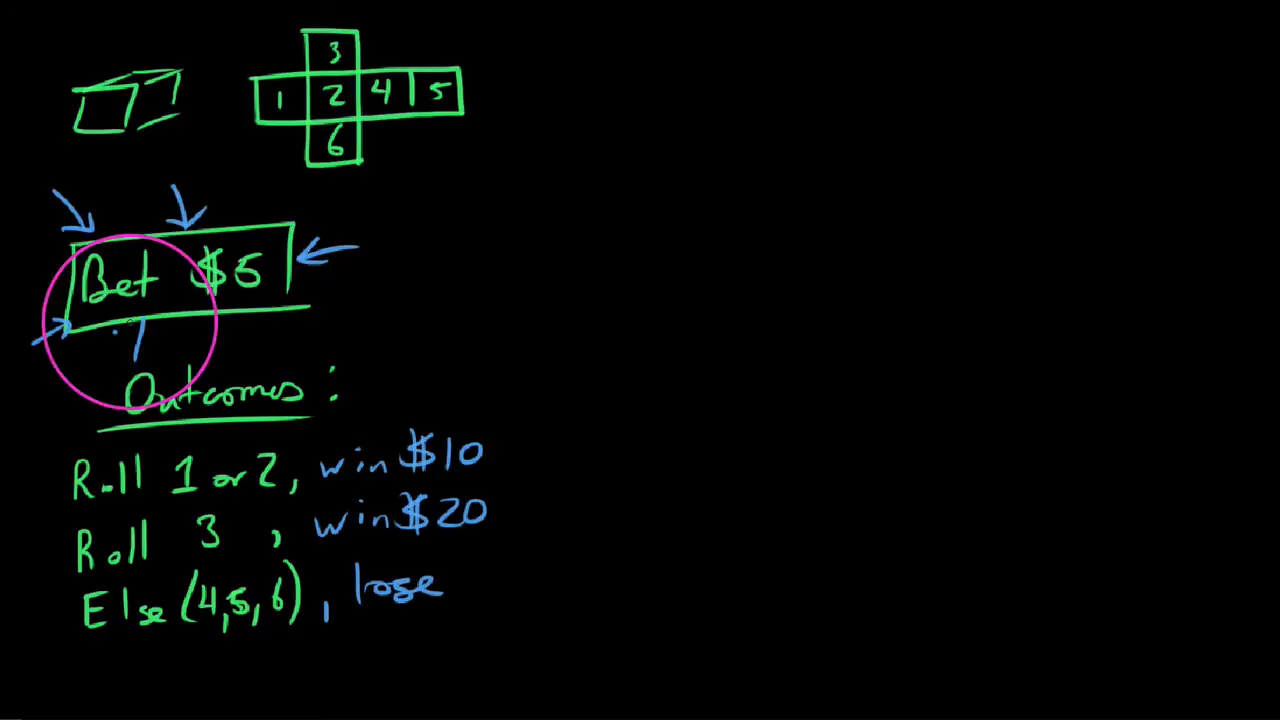 3
1 2 4 5
6
Bet $5
Outcomes :
Roll 1 or 2, win $10
Roll 3 , win $20
Else (4,5,6) , lose